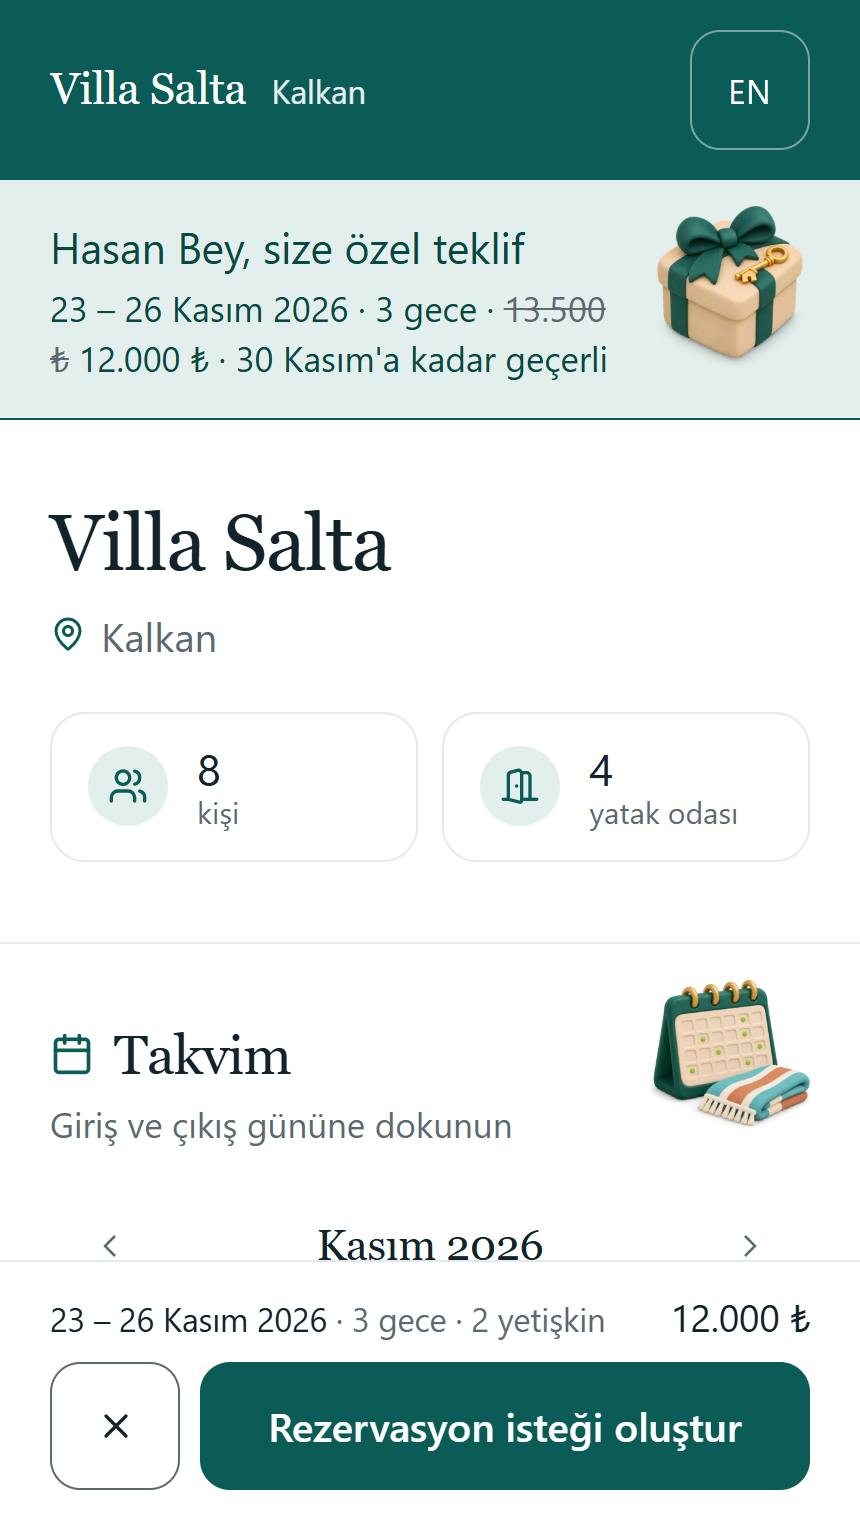 Villa Salta Kalkan
EN
Hasan Bey, size özel teklif
23 – 26 Kasım 2026 · 3 gece · 13.500
₺ 12.000 ₺ · 30 Kasım'a kadar geçerli
Villa Salta
Kalkan
8
kişi
4
yatak odası
Takvim
Giriş ve çıkış gününe dokunun
Kasım 2026
23 – 26 Kasım 2026 · 3 gece · 2 yetişkin
12.000 ₺
Rezervasyon isteği oluştur